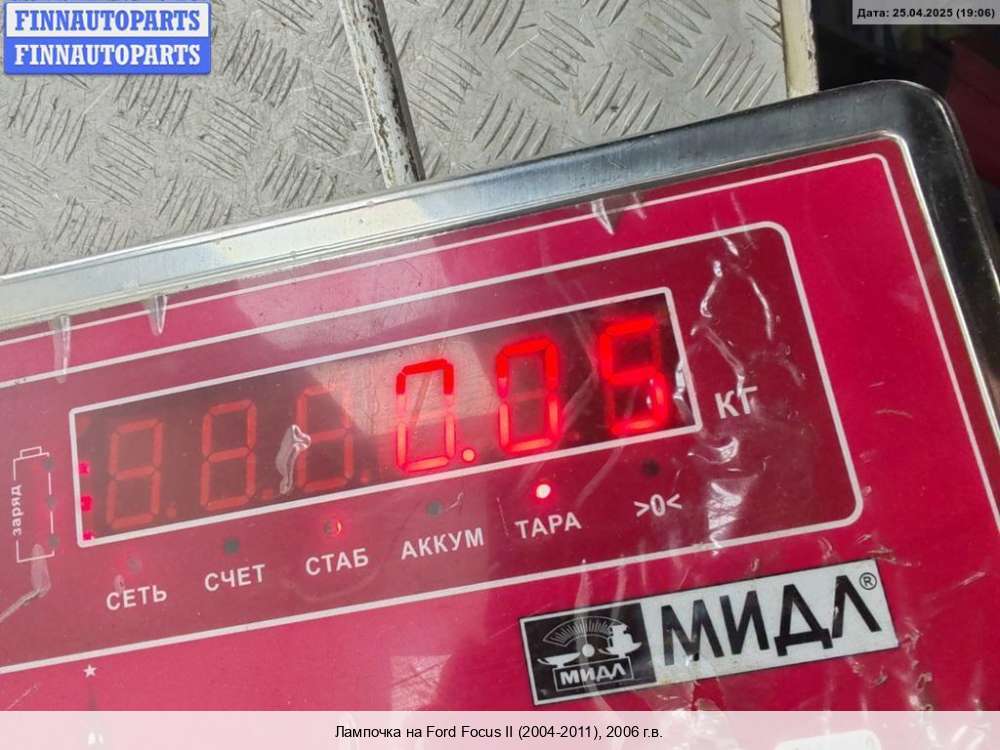 FINNAUTOPARTS
FINNAUTOPARTS
Дата: 25.04.2025 (19:06)
0.05
КГ
заряд
СЕТЬ
СЧЕТ
СТАБ
АККУМ
ТАРА
>0<
МИДЛ
МИДЛ®
Лампочка на Ford Focus II (2004-2011), 2006 г.в.